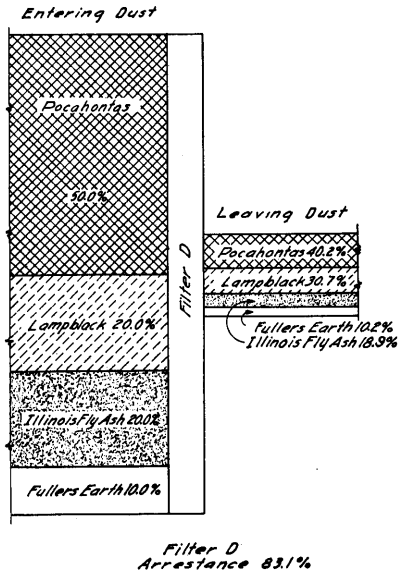 Entering Dust
Pocahontas
50.0%
Lampblack 20.0%
Illinois Fly Ash 20.0%
Fullers Earth 10.0%
Filter D
Leaving Dust
Pocahontas 40.2%
Lampblack 30.7%
Fullers Earth 10.2%
Illinois Fly Ash 18.9%
Filter D
Arrestance 83.1%